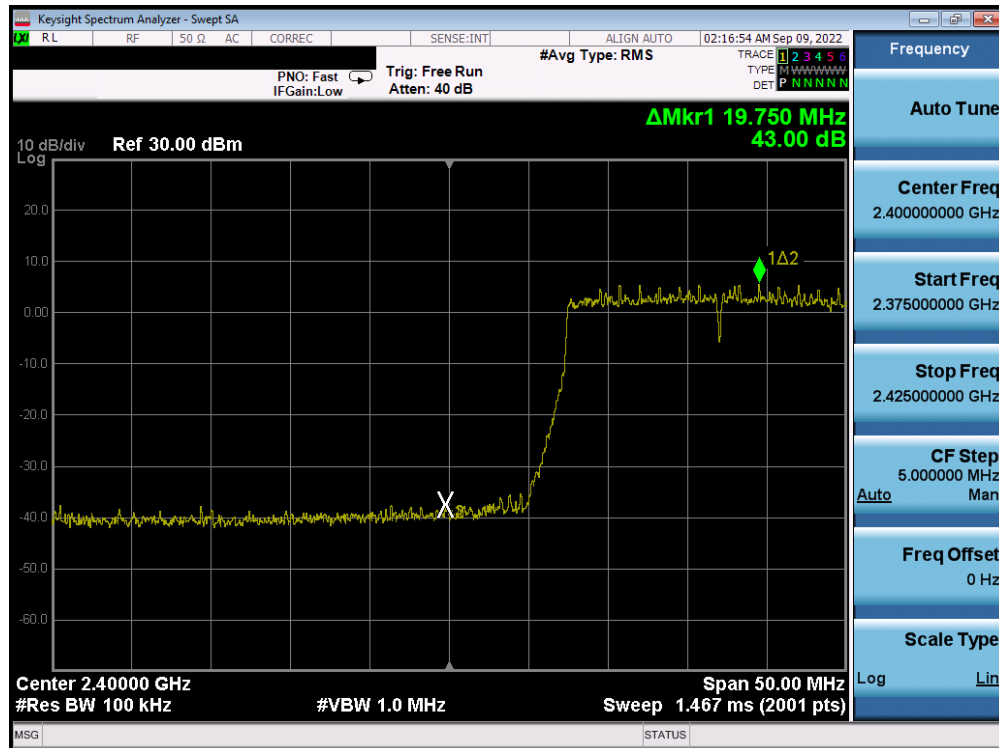 Keysight Spectrum Analyzer - Swept SA
LXI RL RF 50 Ω AC CORREC SENSE:INT ALIGN AUTO 02:16:54 AM Sep 09, 2022
PNO: Fast
IFGain:Low
Trig: Free Run
Atten: 40 dB
#Avg Type: RMS
TRACE 1 2 3 4 5 6
TYPE M W W W W W
DET P N N N N N
ΔMkr1 19.750 MHz
43.00 dB
10 dB/div
Log
Ref 30.00 dBm
20.0
10.0
0.00
-10.0
-20.0
-30.0
-40.0
-50.0
-60.0
1Δ2
X
Center 2.40000 GHz
Span 50.00 MHz
#Res BW 100 kHz
#VBW 1.0 MHz
Sweep 1.467 ms (2001 pts)
MSG
STATUS
Frequency
Auto Tune
Center Freq
2.400000000 GHz
Start Freq
2.375000000 GHz
Stop Freq
2.425000000 GHz
CF Step
5.000000 MHz
Auto Man
Freq Offset
0 Hz
Scale Type
Log Lin